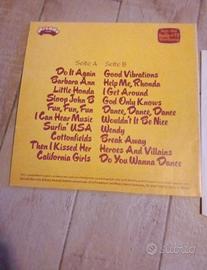 Seite A
Do It Again
Barbara Ann
Little Honda
Sloop John B
Fun, Fun, Fun
I Can Hear Music
Surfin' USA
Cottonfields
Then I Kissed Her
California Girls
Seite B
Good Vibrations
Help Me, Rhonda
I Get Around
God Only Knows
Dance, Dance, Dance
Wouldn't It Be Nice
Wendy
Break Away
Heroes And Villains
Do You Wanna Dance
subito